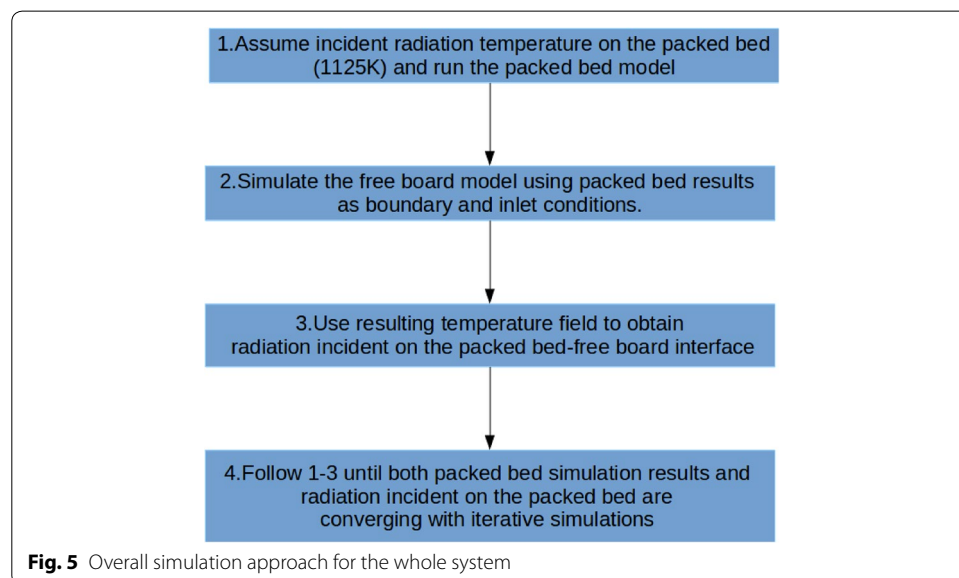 1.Assume incident radiation temperature on the packed bed
(1125K) and run the packed bed model
2.Simulate the free board model using packed bed results
as boundary and inlet conditions.
3.Use resulting temperature field to obtain
radiation incident on the packed bed-free board interface
4.Follow 1-3 until both packed bed simulation results and
radiation incident on the packed bed are
converging with iterative simulations
Fig. 5 Overall simulation approach for the whole system